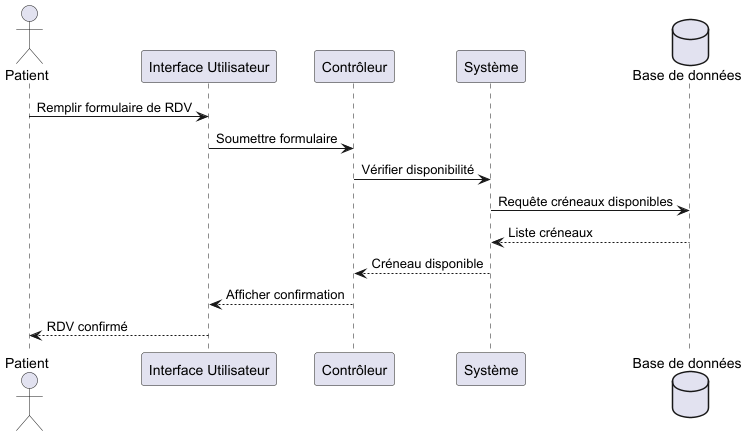 Patient
Interface Utilisateur
Contrôleur
Système
Base de données
Remplir formulaire de RDV
Soumettre formulaire
Vérifier disponibilité
Requête créneaux disponibles
Liste créneaux
Créneau disponible
Afficher confirmation
RDV confirmé
Patient
Interface Utilisateur
Contrôleur
Système
Base de données